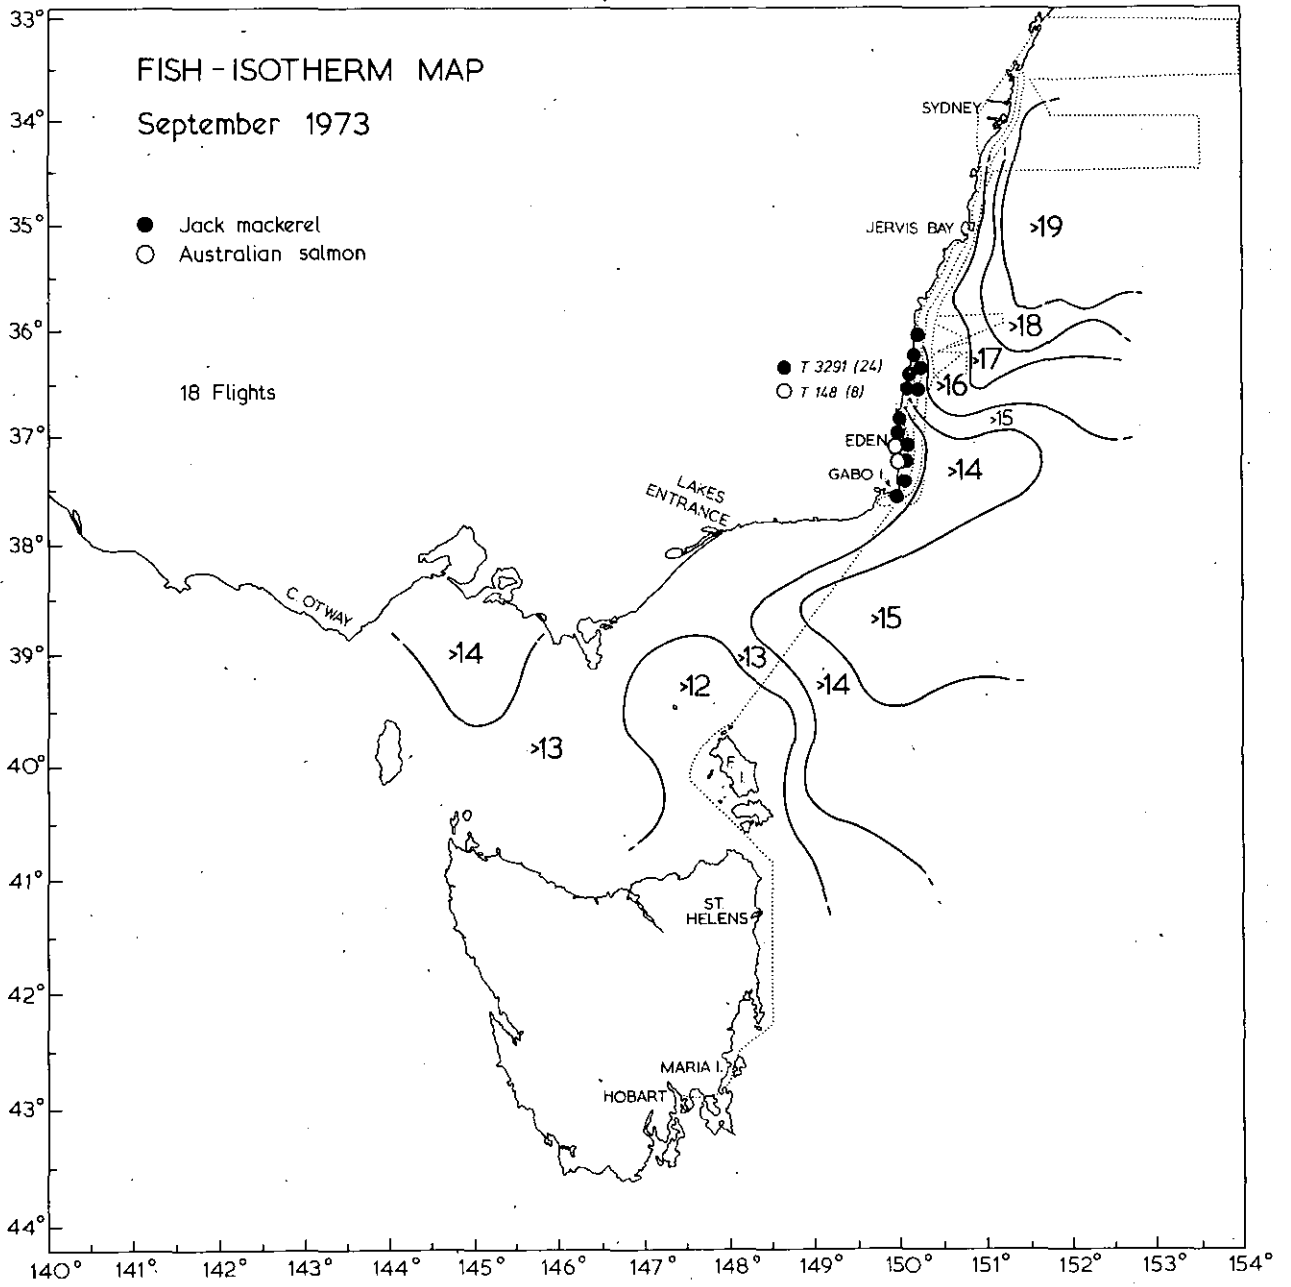 FISH-ISOTHERM MAP
September 1973
Jack mackerel
Australian salmon
18 Flights
33°
34°
35°
36°
37°
38°
39°
40°
41°
42°
43°
44°
140°
141°
142°
143°
144°
145°
146°
147°
148°
149°
150°
151°
152°
153°
154°
SYDNEY
JERVIS BAY
>19
>18
>17
T 3291 (24)
T 148 (8)
>16
>15
EDEN
>14
GABO I.
LAKES
ENTRANCE
C. OTWAY
>15
>14
>13
>12
>14
>13
F.
I.
ST.
HELENS
MARIA I.
HOBART